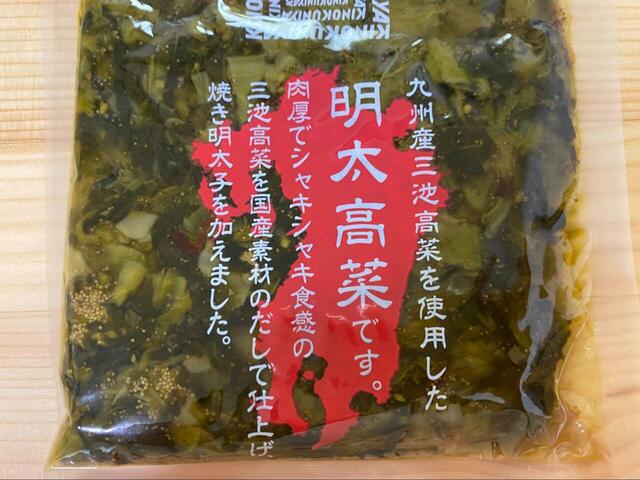 KINOKUNIYA
KINOKUNIYA
九州産三池高菜を使用した
明太高菜です。
肉厚でシャキシャキ食感の
三池高菜を国産素材のだしで仕上げ
焼き明太子を加えました。